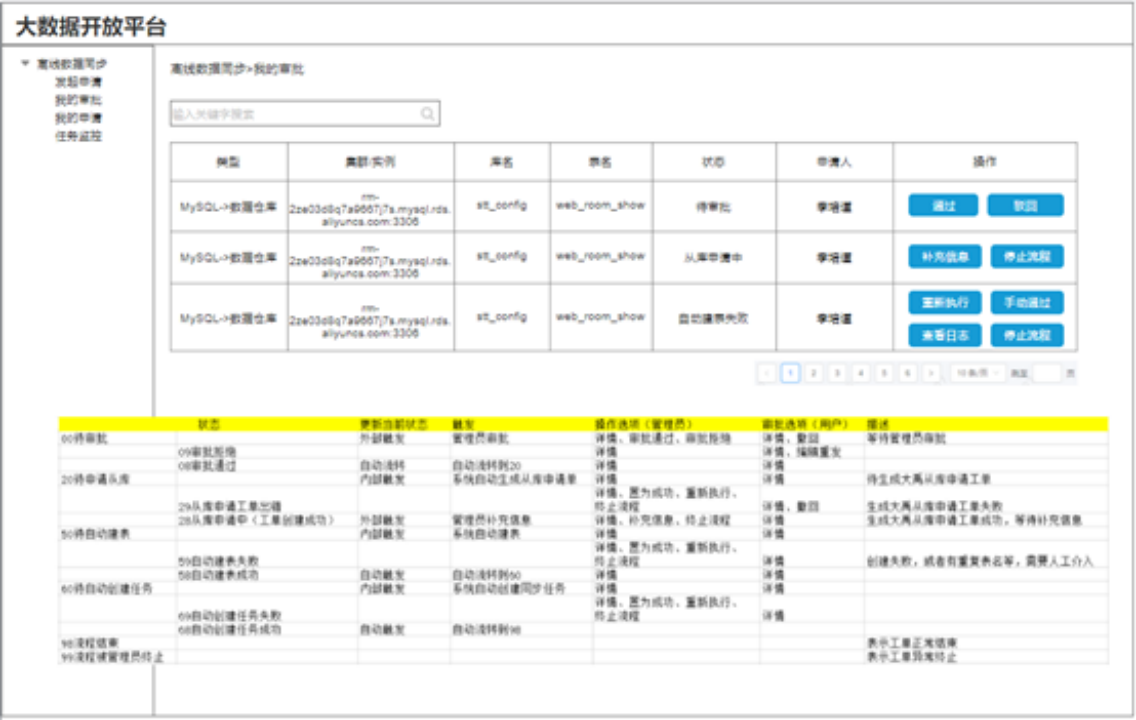 大数据开放平台
离线数据同步
发起申请
我的审批
我的申请
任务监控
离线数据同步>我的审批
输入关键字搜索
类型 集群/实例 库名 表名 状态 申请人 操作
MySQL->数据仓库 rm-2ze03d8q7a9667j7s.mysql.rds.aliyuncs.com:3306 stt_config web_room_show 待审批 李培谨 通过 驳回
MySQL->数据仓库 rm-2ze03d8q7a9667j7s.mysql.rds.aliyuncs.com:3306 stt_config web_room_show 从库申请中 李培谨 补充信息 停止流程
MySQL->数据仓库 rm-2ze03d8q7a9667j7s.mysql.rds.aliyuncs.com:3306 stt_config web_room_show 自动建表失败 李培谨 重新执行 手动通过 查看日志 停止流程
1 2 3 4 5 6 10条/页 跳至 页
状态 更新当前状态 触发 操作选项（管理员） 审批选项（用户） 描述
00待审批 外部触发 管理员审批 详情、审批通过、审批拒绝 详情、撤回 等待管理员审批
09审批拒绝 详情 详情、编辑重发
08审批通过 自动流转 自动流转到20 详情 详情
20待申请从库 内部触发 系统自动生成从库申请单 详情 详情 待生成大禹从库申请工单
29从库申请工单出错 详情、置为成功、重新执行、终止流程 详情、撤回 生成大禹从库申请工单失败
28从库申请中（工单创建成功） 外部触发 管理员补充信息 详情、补充信息、终止流程 详情 生成大禹从库申请工单成功，等待补充信息
50待自动建表 内部触发 系统自动建表 详情 详情
59自动建表失败 详情、置为成功、重新执行、终止流程 详情 创建失败，或者有重复表名等，需要人工介入
58自动建表成功 自动触发 自动流转到60 详情 详情
60待自动创建任务 内部触发 系统自动创建同步任务 详情 详情
69自动创建任务失败 详情、置为成功、重新执行、终止流程 详情
68自动创建任务成功 自动触发 自动流转到98
98流程结束 表示工单正常结束
99流程被管理员终止 表示工单异常终止